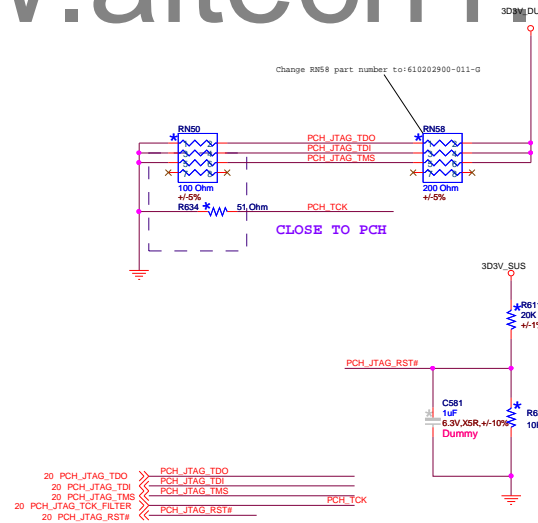 3D3V_DU
Change RN58 part number to:610202900-011-G
RN50
RN58
PCH_JTAG_TDO
PCH_JTAG_TDI
PCH_JTAG_TMS
100 Ohm
+/-5%
200 Ohm
+/-5%
R634
51 Ohm
PCH_TCK
CLOSE TO PCH
3D3V_SUS
20K
+/-1%
PCH_JTAG_RST#
C581
1uF
6.3V,X5R,+/-10%
Dummy
20 PCH_JTAG_TDO
PCH_JTAG_TDO
20 PCH_JTAG_TDI
PCH_JTAG_TDI
20 PCH_JTAG_TMS
PCH_JTAG_TMS
20 PCH_JTAG_TCK_FILTER
PCH_TCK
20 PCH_JTAG_RST#
PCH_JTAG_RST#